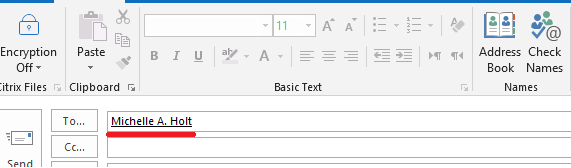 Encryption
Off
Paste
11
A A
B I U
ab A
A
Address
Book
Check
Names
Citrix Files
Clipboard
Basic Text
Names
To...
Michelle A. Holt
Cc...
Send